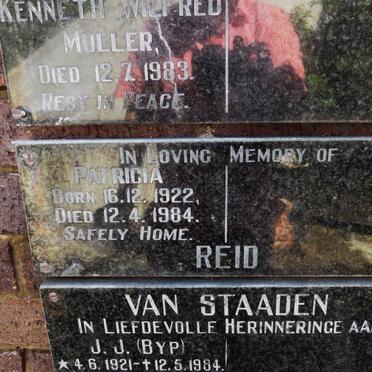 KENNETH WILFRED
MULLER,
DIED 12.7.1983.
REST IN PEACE.
IN LOVING MEMORY OF
PATRICIA
BORN 16.12.1922,
DIED 12.4.1984.
SAFELY HOME.
REID
VAN STAADEN
IN LIEFDEVOLLE HERINNERINGE AA
J. J. (BYP)
★ 4.6.1921 - † 12.5.1984.